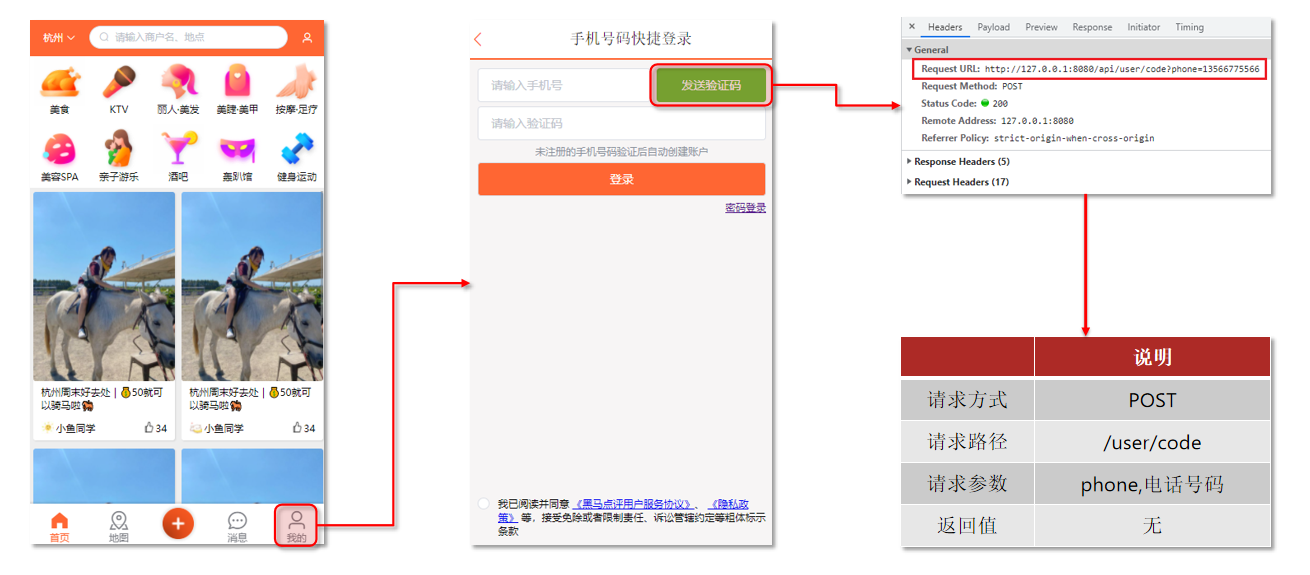 杭州
请输入商户名、地点
美食
KTV
丽人·美发
美睫·美甲
按摩·足疗
美容SPA
亲子游乐
酒吧
轰趴馆
健身运动
杭州周末好去处 | 💰50就可
以骑马啦🐴
小鱼同学
34
杭州周末好去处 | 💰50就可
以骑马啦🐴
小鱼同学
34
首页
地图
消息
我的
手机号码快捷登录
请输入手机号
发送验证码
请输入验证码
未注册的手机号码验证后自动创建账户
登录
密码登录
我已阅读并同意 《黑马点评用户服务协议》、 《隐私政
策》 等，接受免除或者限制责任、诉讼管辖约定等粗体标示
条款
× Headers Payload Preview Response Initiator Timing
General
Request URL: http://127.0.0.1:8080/api/user/code?phone=13566775566
Request Method: POST
Status Code: 200
Remote Address: 127.0.0.1:8080
Referrer Policy: strict-origin-when-cross-origin
Response Headers (5)
Request Headers (17)
说明
请求方式 POST
请求路径 /user/code
请求参数 phone,电话号码
返回值 无